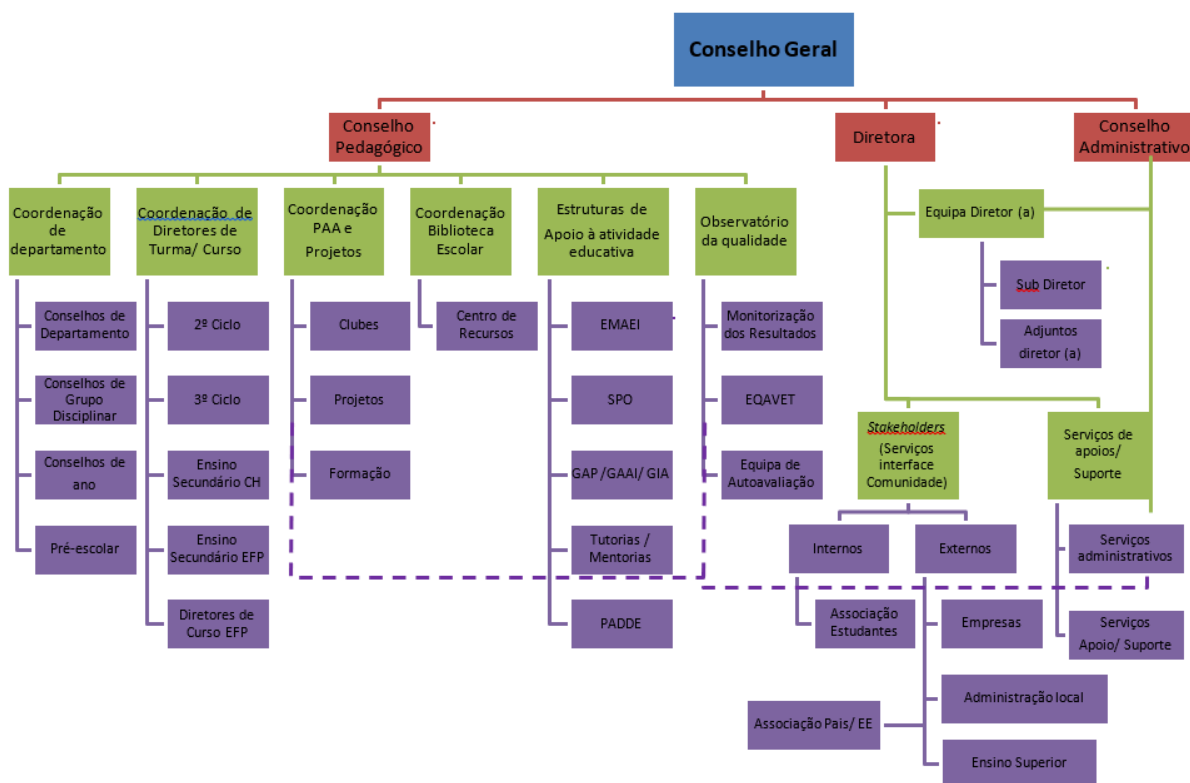 Conselho Geral
Conselho
Pedagógico
Diretora
Conselho
Administrativo
Coordenação
de
departamento
Coordenação de
Diretores de
Turma/ Curso
Coordenação
PAA e
Projetos
Coordenação
Biblioteca
Escolar
Estruturas de
Apoio à atividade
educativa
Observatório
da qualidade
Equipa Diretor (a)
Sub Diretor
Adjuntos
diretor (a)
Conselhos de
Departamento
Conselhos de
Grupo
Disciplinar
Conselhos de
ano
Pré-escolar
2º Ciclo
3º Ciclo
Ensino
Secundário CH
Ensino
Secundário EFP
Diretores de
Curso EFP
Clubes
Projetos
Formação
Centro de
Recursos
EMAEI
SPO
GAP /GAAI/ GIA
Tutorias /
Mentorias
PADDE
Monitorização
dos Resultados
EQAVET
Equipa de
Autoavaliação
Stakeholders
(Serviços
interface
Comunidade)
Serviços de
apoios/
Suporte
Internos
Externos
Serviços
administrativos
Associação
Estudantes
Empresas
Serviços
Apoio/ Suporte
Administração local
Associação Pais/ EE
Ensino Superior